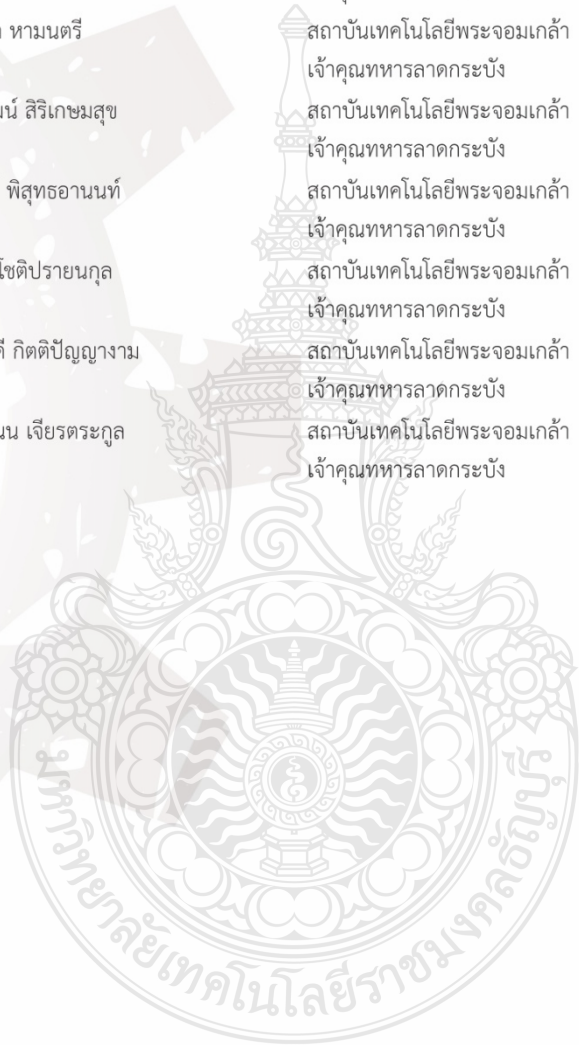 หามนตรี สถาบันเทคโนโลยีพระจอมเกล้า
เจ้าคุณทหารลาดกระบัง
สิริเกษมสุข สถาบันเทคโนโลยีพระจอมเกล้า
เจ้าคุณทหารลาดกระบัง
พิสุทธอานนท์ สถาบันเทคโนโลยีพระจอมเกล้า
เจ้าคุณทหารลาดกระบัง
โชติปรายนกุล สถาบันเทคโนโลยีพระจอมเกล้า
เจ้าคุณทหารลาดกระบัง
กิตติปัญญางาม สถาบันเทคโนโลยีพระจอมเกล้า
เจ้าคุณทหารลาดกระบัง
เจียรตระกูล สถาบันเทคโนโลยีพระจอมเกล้า
เจ้าคุณทหารลาดกระบัง
มหาวิทยาลัยเทคโนโลยีราชมงคลธัญบุรี